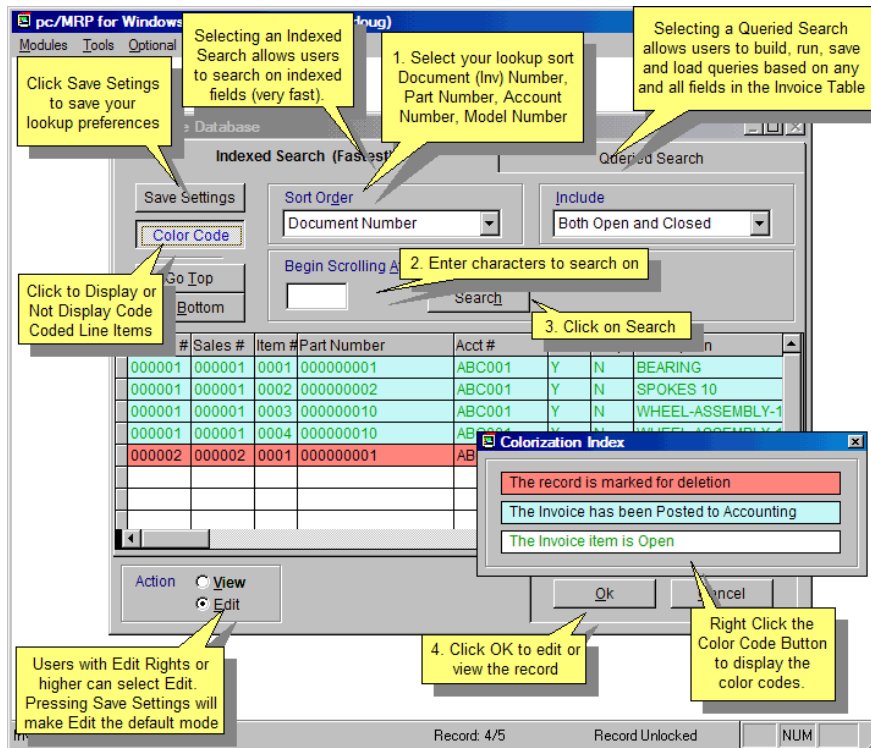 pc/MRP for Windows
doug)
Modules Tools Optional
Click Save Setings
to save your
lookup preferences
Selecting an Indexed
Search allows users
to search on indexed
fields (very fast).
1. Select your lookup sort
Document (Inv) Number,
Part Number, Account
Number, Model Number
Selecting a Queried Search
allows users to build, run, save
and load queries based on any
and all fields in the Invoice Table
Database
Indexed Search (Fastest)
Queried Search
Save Settings
Color Code
Go Top
Bottom
Sort Order
Document Number
Include
Both Open and Closed
Begin Scrolling A
2. Enter characters to search on
Search
3. Click on Search
Click to Display or
Not Display Code
Coded Line Items
# Sales # Item # Part Number Acct # n
000001 000001 0001 000000001 ABC001 Y N BEARING
000001 000001 0002 000000002 ABC001 Y N SPOKES 10
000001 000001 0003 000000010 ABC001 Y N WHEEL-ASSEMBLY-1
000001 000001 0004 000000010 ABC001 Y N WHEEL-ASSEMBLY-1
000002 000002 0001 000000001 ABC
Colorization Index
The record is marked for deletion
The Invoice has been Posted to Accounting
The Invoice item is Open
Action
View
Edit
Ok
Cancel
Users with Edit Rights or
higher can select Edit.
Pressing Save Settings will
make Edit the default mode
4. Click OK to edit or
view the record
Right Click the
Color Code Button
to display the
color codes.
Record: 4/5
Record Unlocked
NUM